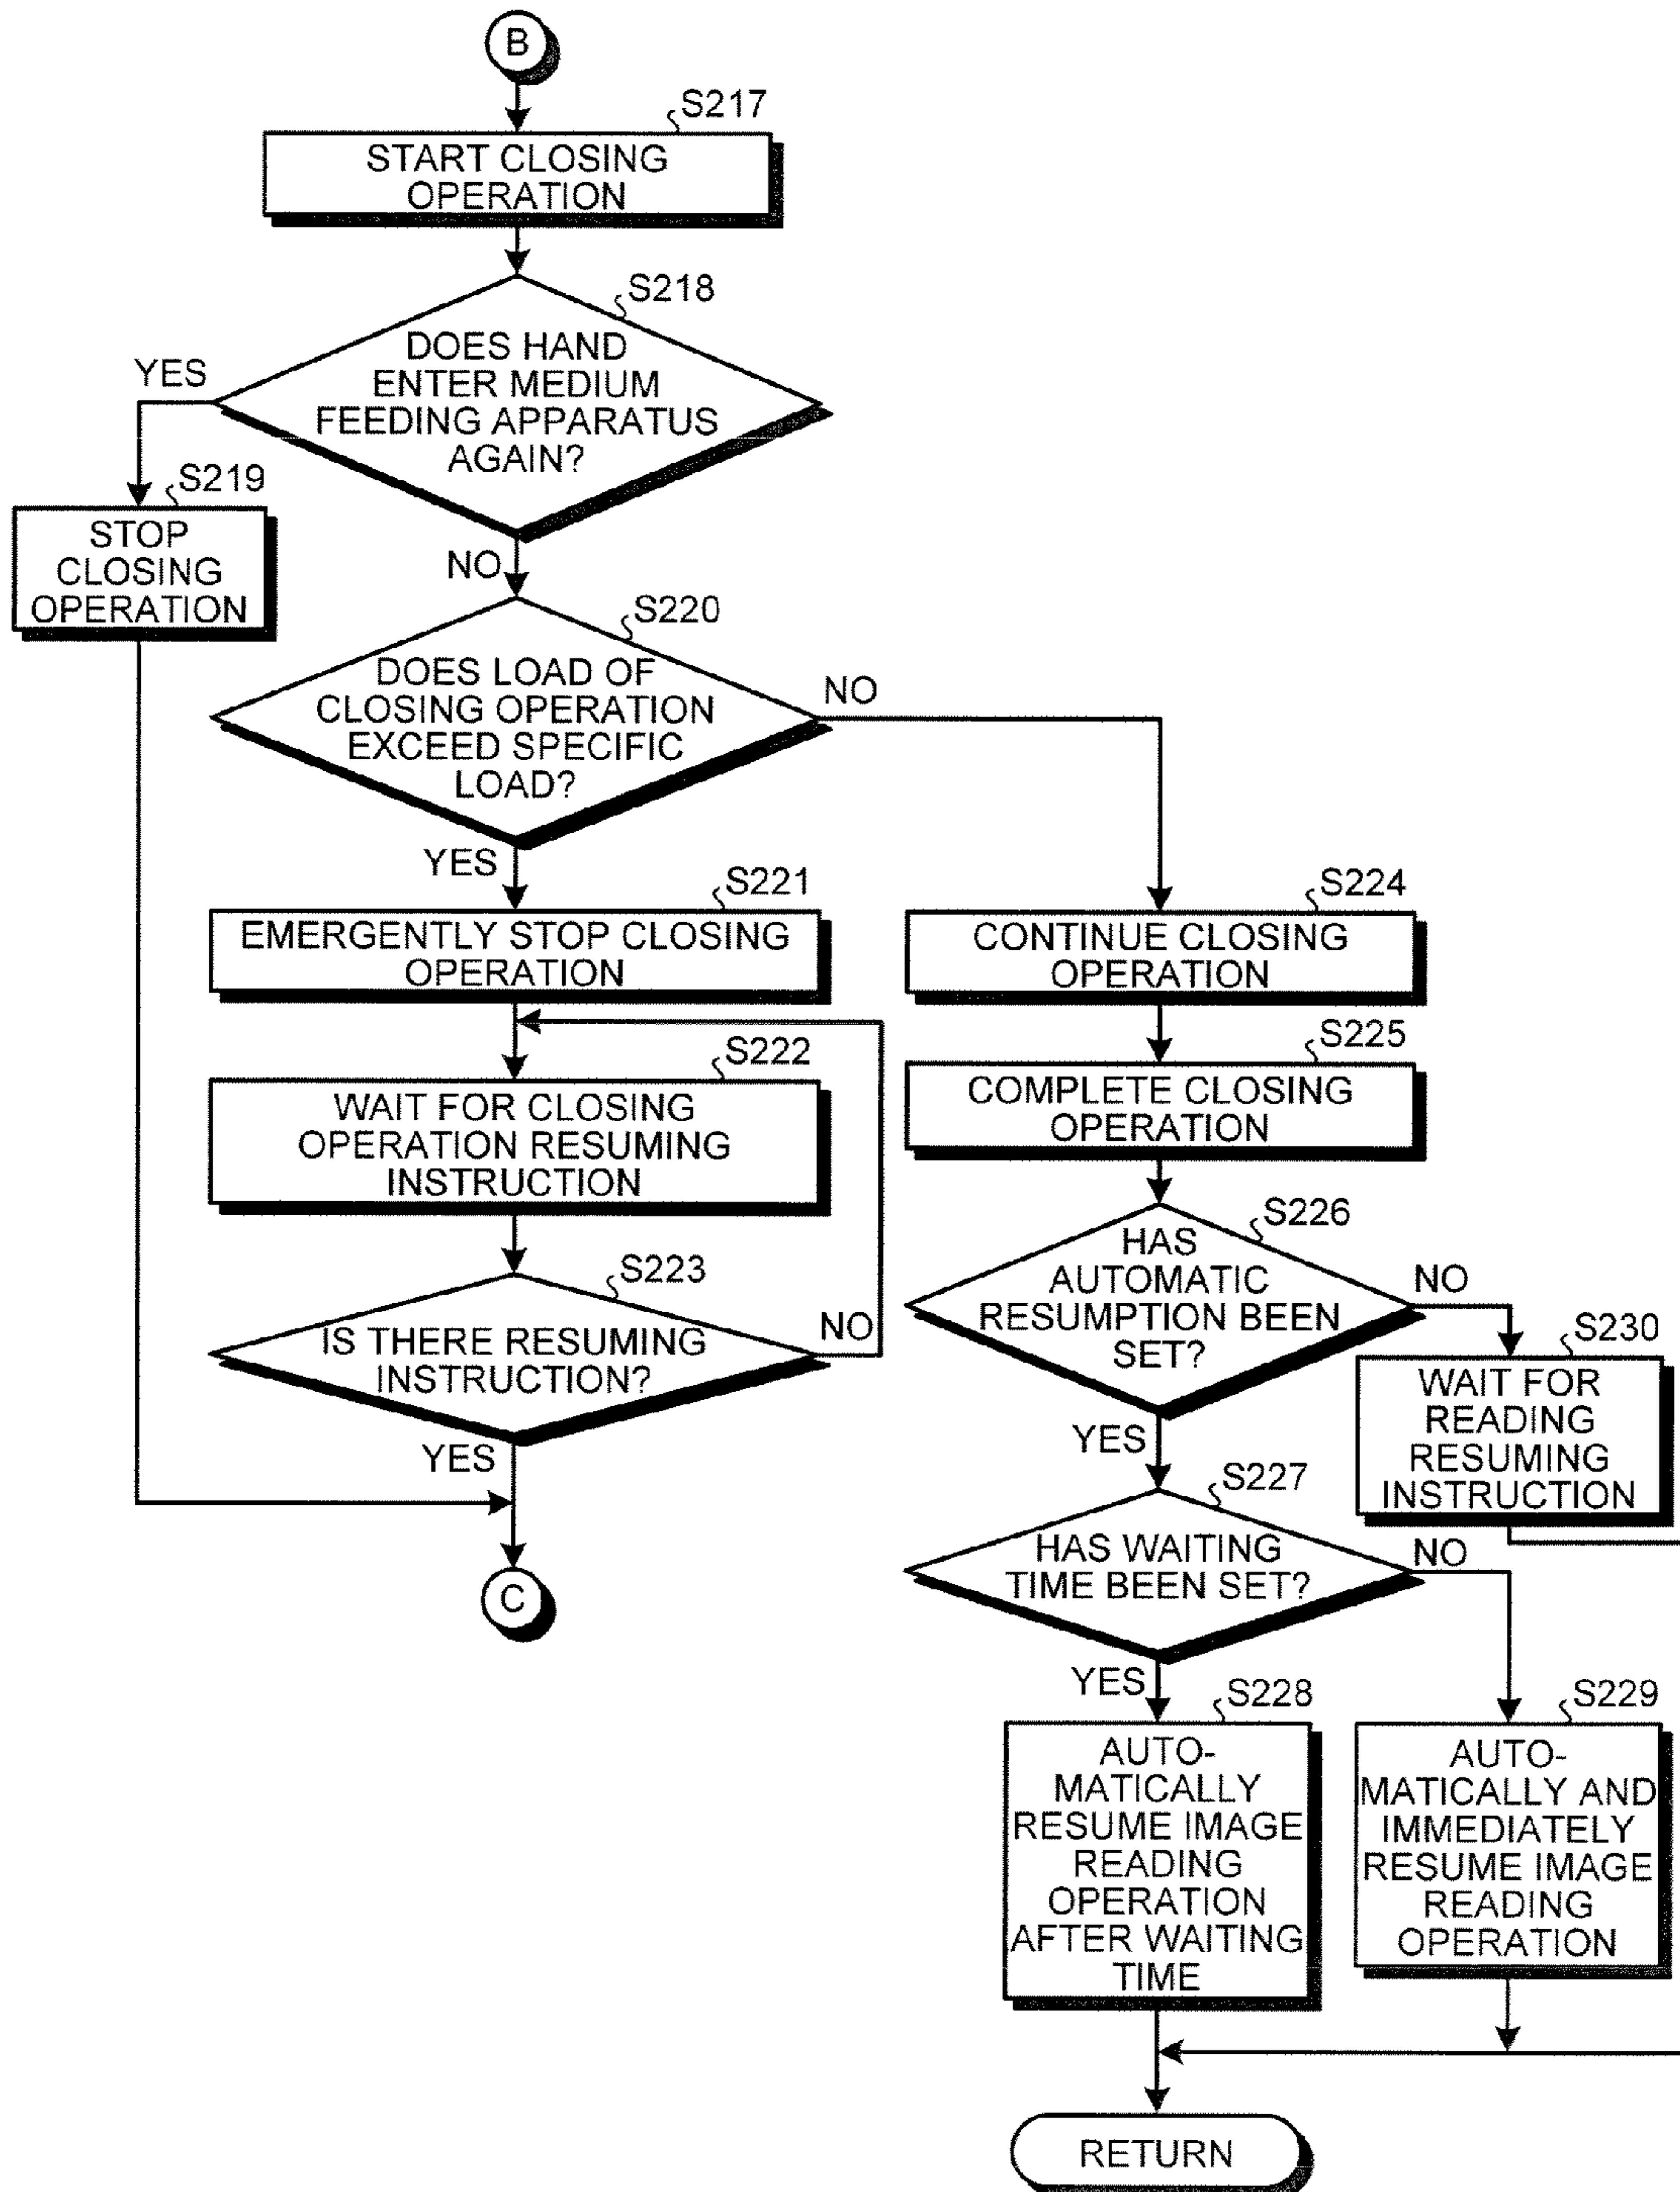 B
S217
START CLOSING
OPERATION
S218
DOES HAND
ENTER MEDIUM
FEEDING APPARATUS
AGAIN?
YES
NO
S219
STOP
CLOSING
OPERATION
S220
DOES LOAD OF
CLOSING OPERATION
EXCEED SPECIFIC
LOAD?
NO
YES
S221
EMERGENTLY STOP CLOSING
OPERATION
S222
WAIT FOR CLOSING
OPERATION RESUMING
INSTRUCTION
S223
IS THERE RESUMING
INSTRUCTION?
NO
YES
C
S224
CONTINUE CLOSING
OPERATION
S225
COMPLETE CLOSING
OPERATION
S226
HAS
AUTOMATIC
RESUMPTION BEEN
SET?
NO
YES
S230
WAIT FOR
READING
RESUMING
INSTRUCTION
S227
HAS WAITING
TIME BEEN SET?
NO
YES
S228
AUTO-
MATICALLY
RESUME IMAGE
READING
OPERATION
AFTER WAITING
TIME
S229
AUTO-
MATICALLY AND
IMMEDIATELY
RESUME IMAGE
READING
OPERATION
RETURN